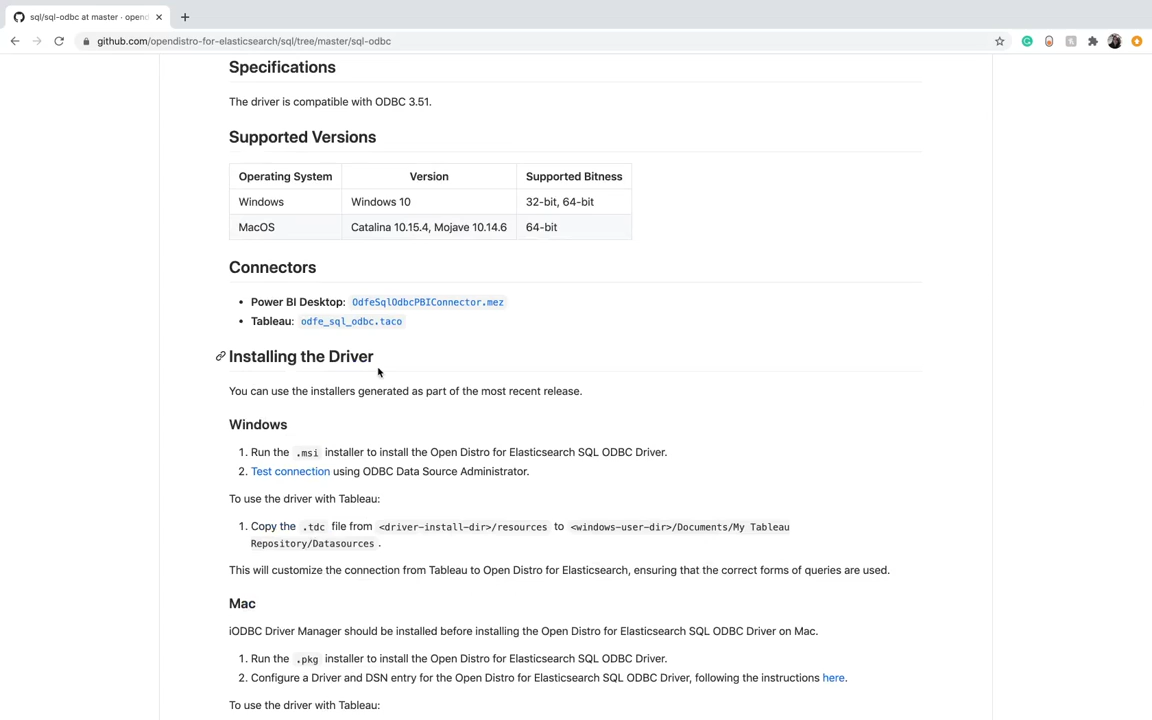 sql/sql-odbc at master · opend
github.com/opendistro-for-elasticsearch/sql/tree/master/sql-odbc
Specifications
The driver is compatible with ODBC 3.51.
Supported Versions
Operating System Version Supported Bitness
Windows Windows 10 32-bit, 64-bit
MacOS Catalina 10.15.4, Mojave 10.14.6 64-bit
Connectors
• Power BI Desktop: OdfeSqlOdbcPBIConnector.mez
• Tableau: odfe_sql_odbc.taco
Installing the Driver
You can use the installers generated as part of the most recent release.
Windows
1. Run the .msi installer to install the Open Distro for Elasticsearch SQL ODBC Driver.
2. Test connection using ODBC Data Source Administrator.
To use the driver with Tableau:
1. Copy the .tdc file from <driver-install-dir>/resources to <windows-user-dir>/Documents/My Tableau
Repository/Datasources .
This will customize the connection from Tableau to Open Distro for Elasticsearch, ensuring that the correct forms of queries are used.
Mac
iODBC Driver Manager should be installed before installing the Open Distro for Elasticsearch SQL ODBC Driver on Mac.
1. Run the .pkg installer to install the Open Distro for Elasticsearch SQL ODBC Driver.
2. Configure a Driver and DSN entry for the Open Distro for Elasticsearch SQL ODBC Driver, following the instructions here.
To use the driver with Tableau: